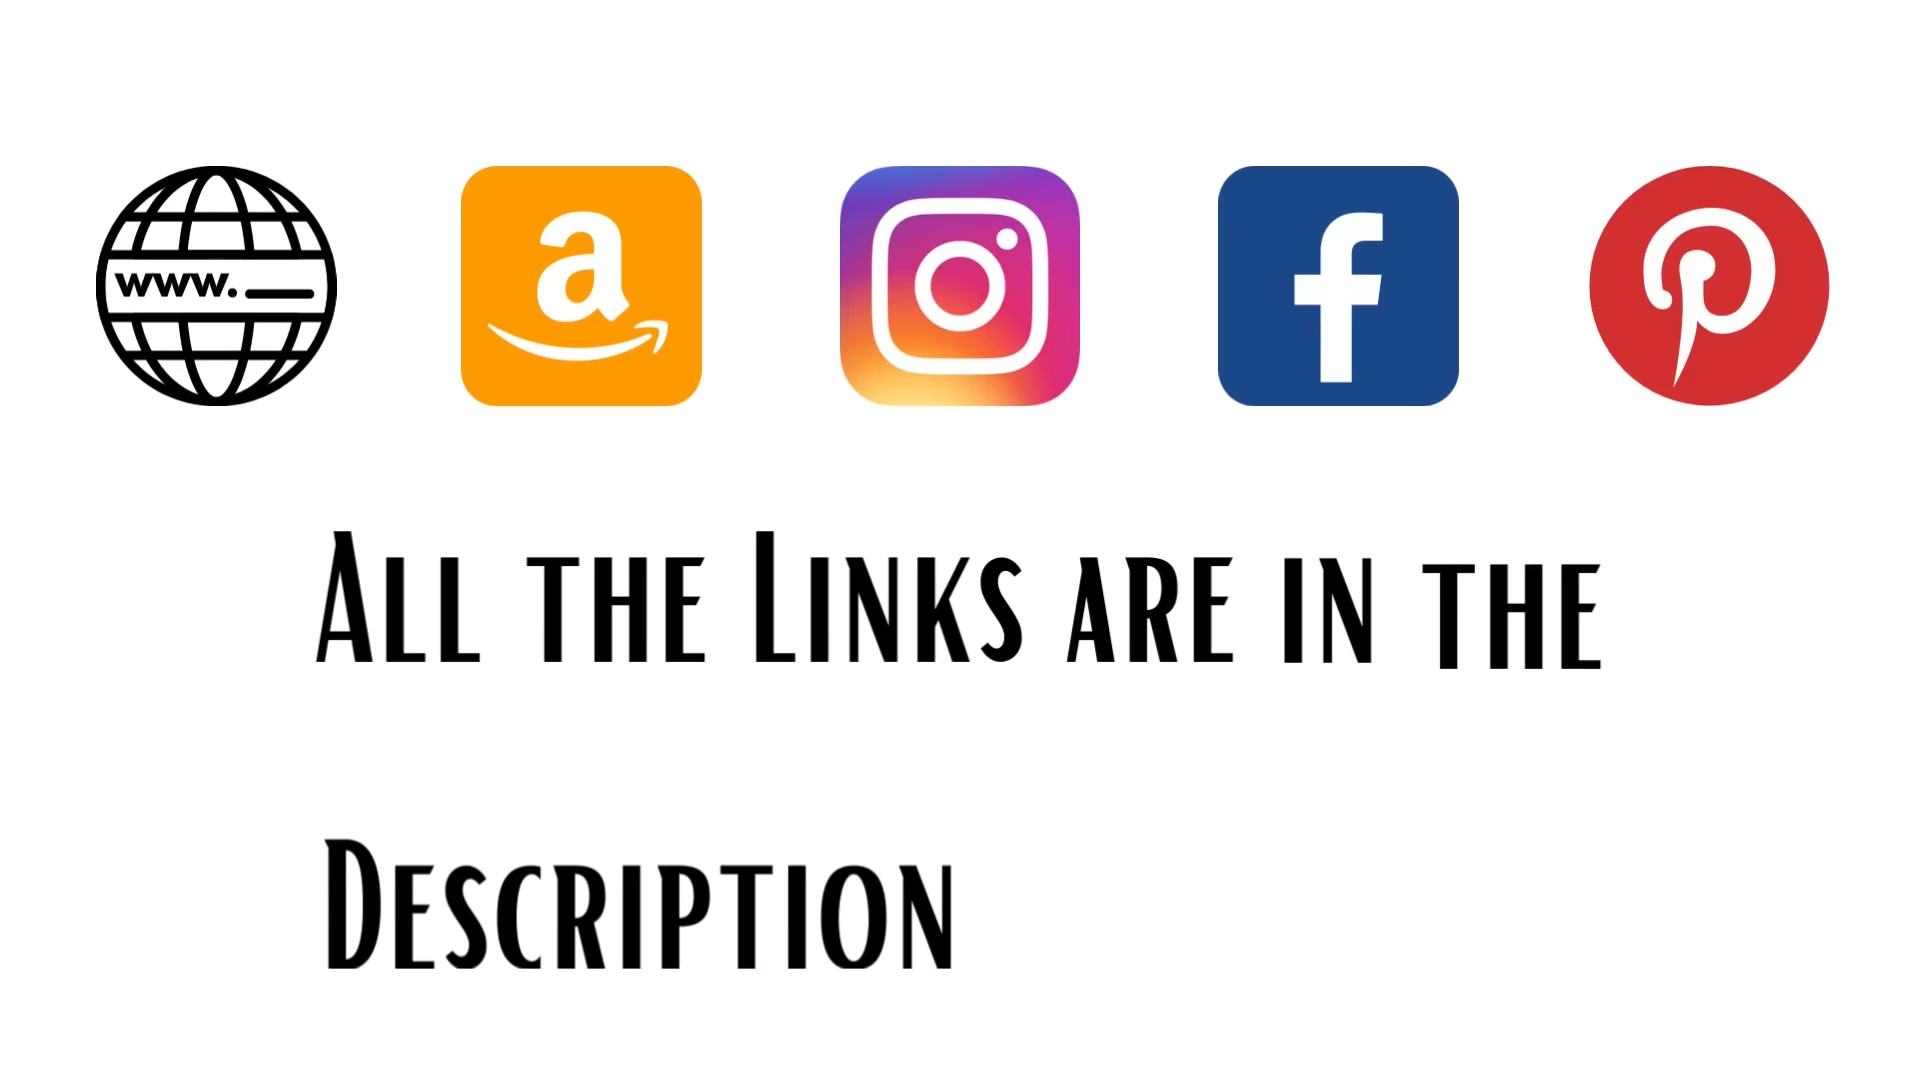 www.
a
f
All the Links are in the
Description